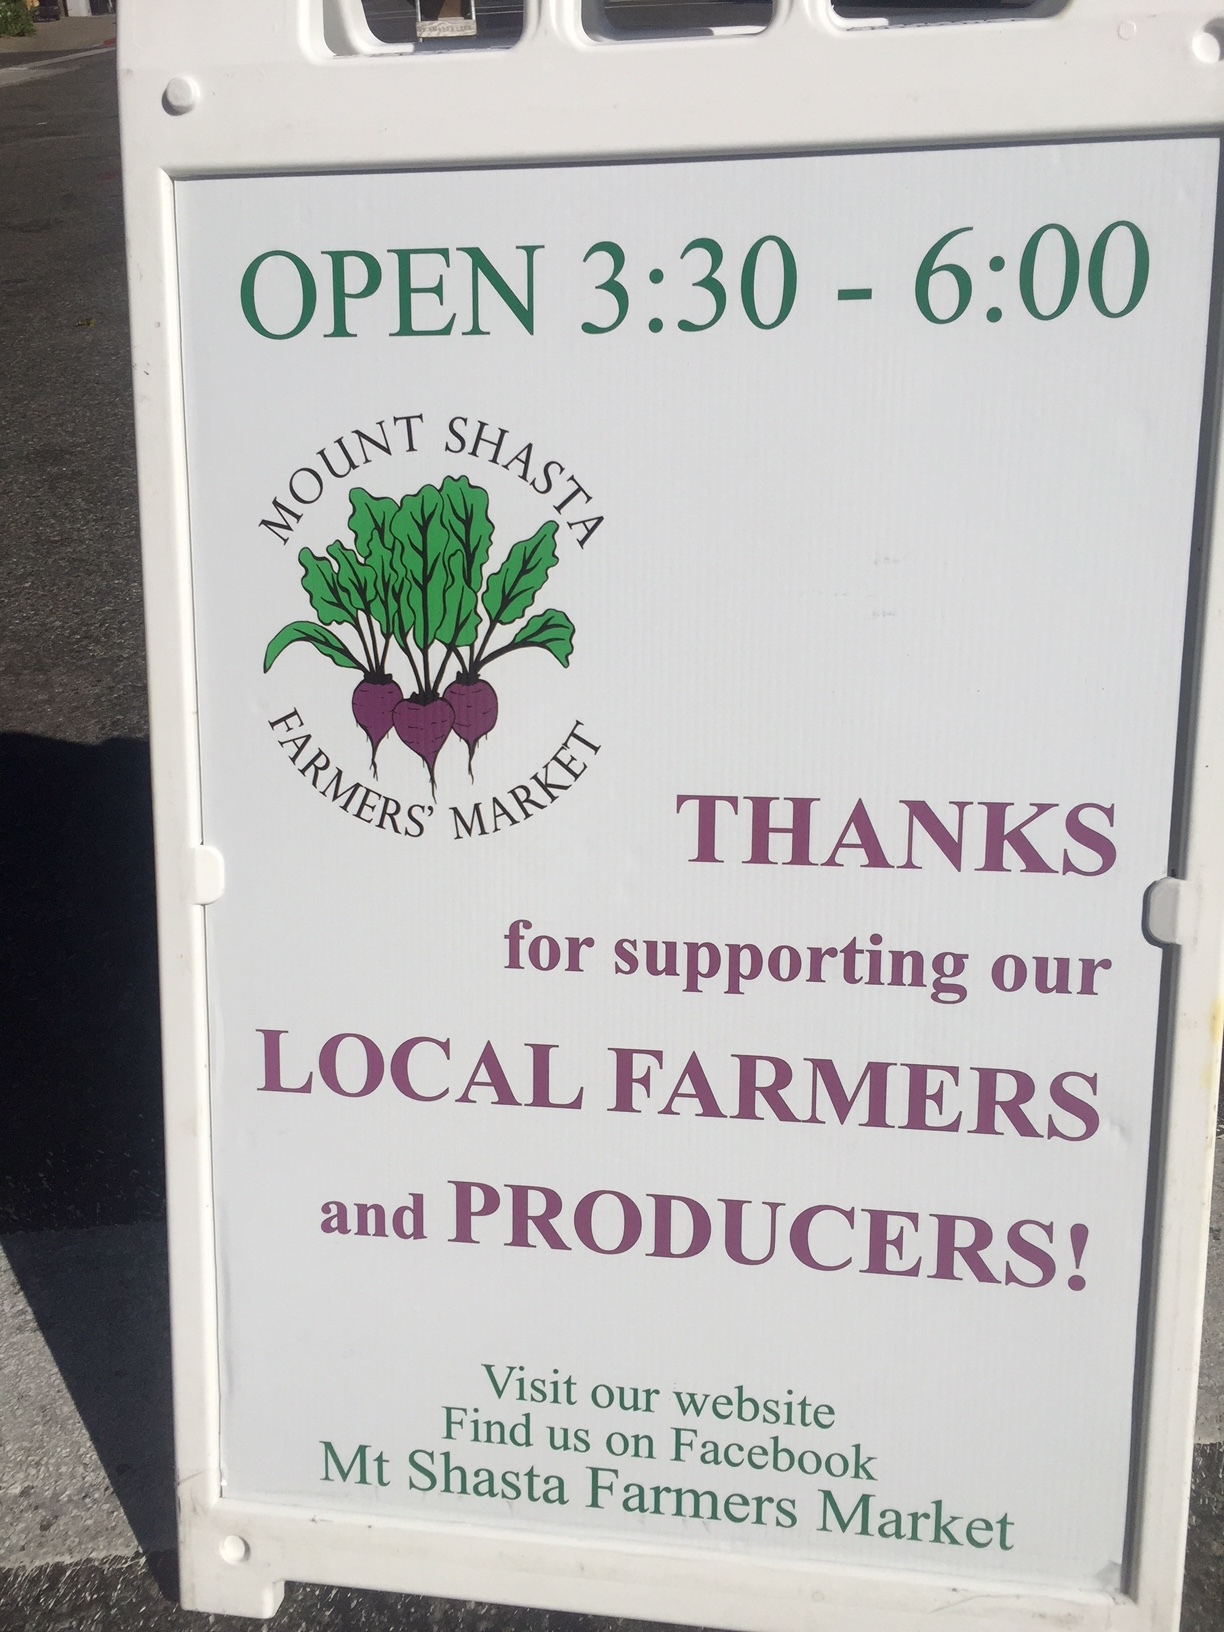 OPEN 3:30 - 6:00
MOUNT SHASTA
FARMERS' MARKET
THANKS
for supporting our
LOCAL FARMERS
and PRODUCERS!
Visit our website
Find us on Facebook
Mt Shasta Farmers Market